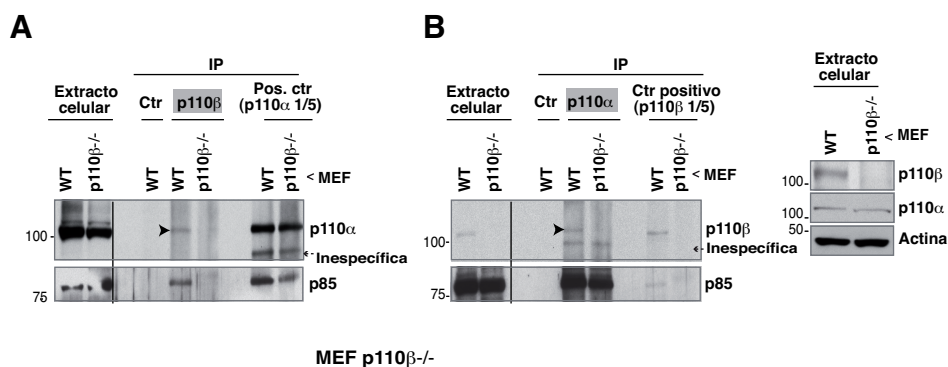 A
IP
Extracto celular
Ctr
p110β
Pos. ctr (p110α 1/5)
WT
p110β-/-
WT
WT
p110β-/-
WT
p110β-/-
< MEF
100
p110α
Inespecífica
75
p85
B
IP
Extracto celular
Ctr
p110α
Ctr positivo (p110β 1/5)
WT
p110β-/-
WT
WT
p110β-/-
WT
p110β-/-
< MEF
100-
p110β
Inespecífica
75-
p85
Extracto celular
WT
p110β-/-
< MEF
100-
p110β
100-
p110α
50-
Actina
MEF p110β-/-